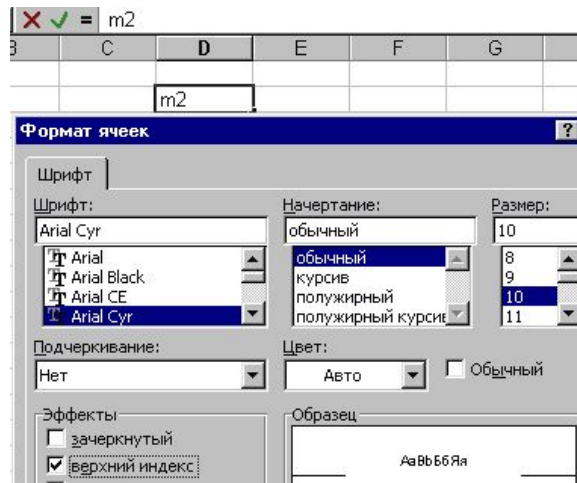 = m2
B C D E F G
m2
Формат ячеек ?
Шрифт
Шрифт: Начертание: Размер:
Arial Cyr обычный 10
Arial обычный 8
Arial Black курсив 9
Arial CE полужирный 10
Arial Cyr полужирный курсив 11
Подчеркивание: Цвет:
Нет Авто Обычный
Эффекты Образец
зачеркнутый
верхний индекс АаВbБбЯя